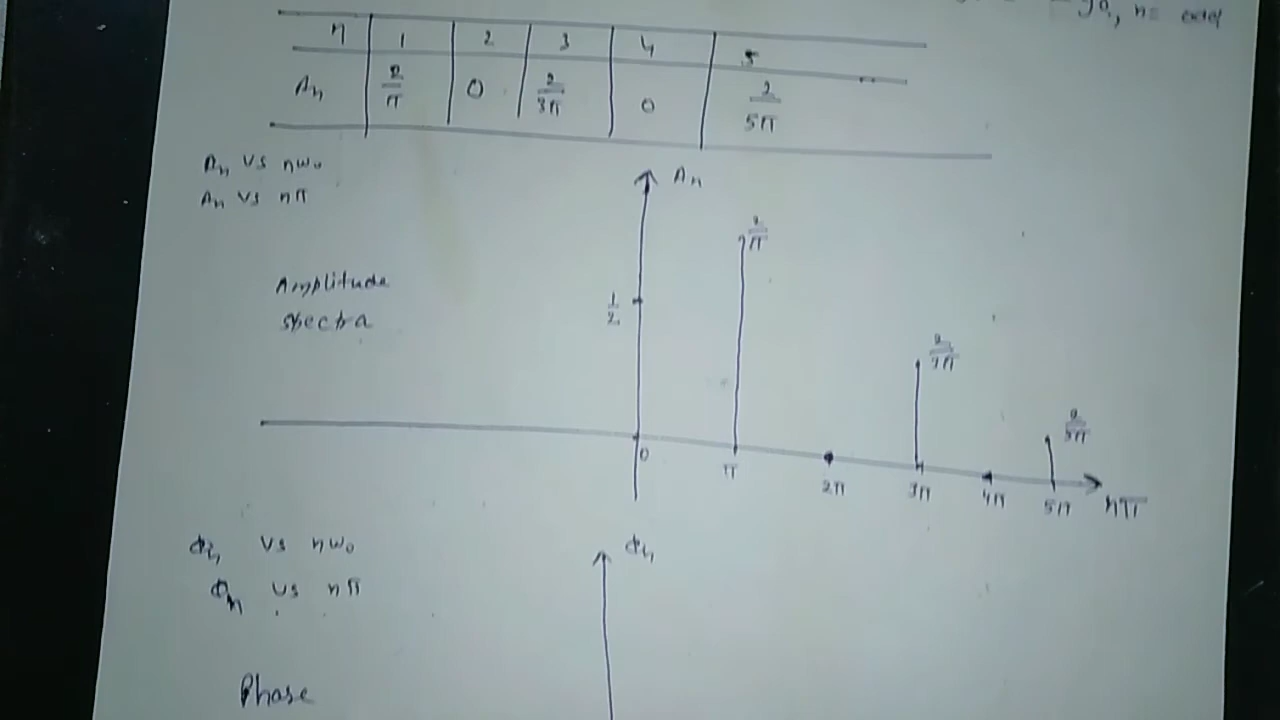 90, n=
n 1 2 3 4 5
An 2/π 0 2/3π 0 2/5π
An vs nω₀
An vs nπ
An
2/π
Amplitude
spectra
1/2
2/3π
2/5π
0 π 2π 3π 4π 5π nπ
ϕn vs nω₀
ϕn
ϕn vs nπ
Phase